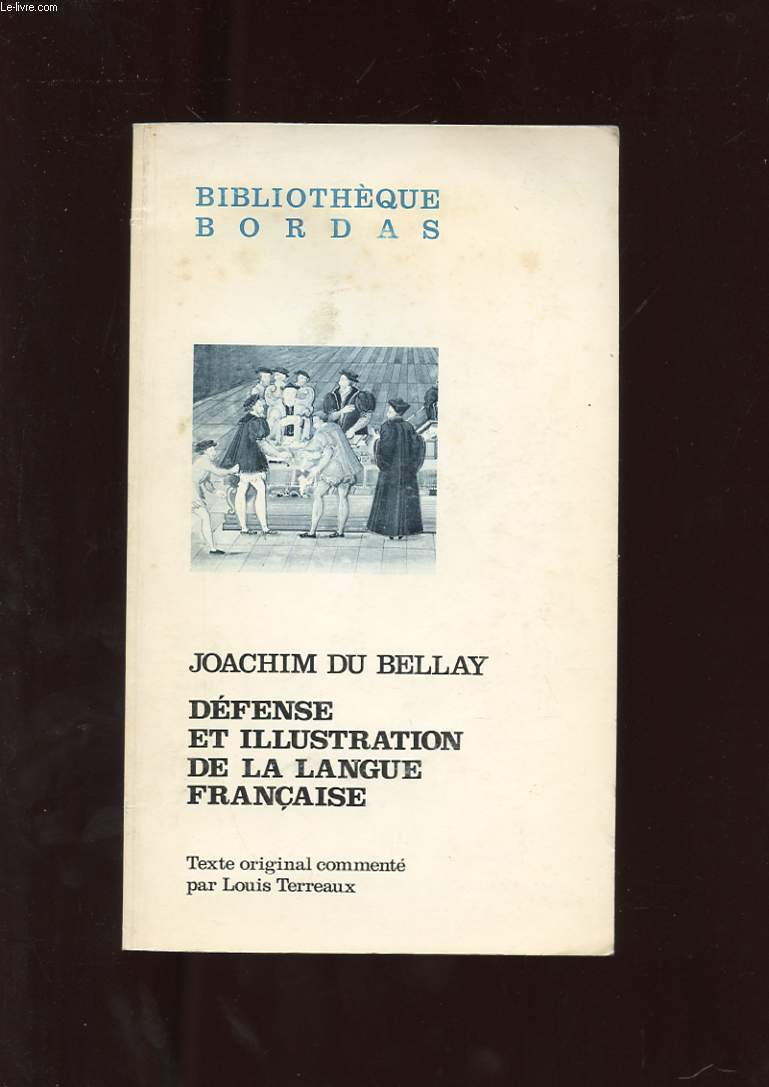 Le-livre.com
BIBLIOTHÈQUE
BORDAS
JOACHIM DU BELLAY
DÉFENSE
ET ILLUSTRATION
DE LA LANGUE
FRANÇAISE
Texte original commenté
par Louis Terreaux